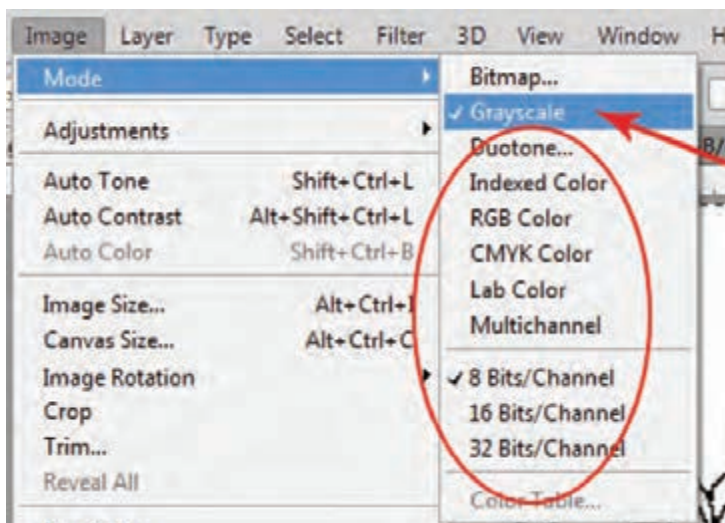 Image Layer Type Select Filter 3D View Window
Mode
Adjustments
Auto Tone Shift+Ctrl+L
Auto Contrast Alt+Shift+Ctrl+L
Auto Color Shift+Ctrl+B
Image Size... Alt+Ctrl+I
Canvas Size... Alt+Ctrl+C
Image Rotation
Crop
Trim...
Reveal All
Bitmap...
Grayscale
Duotone...
Indexed Color
RGB Color
CMYK Color
Lab Color
Multichannel
8 Bits/Channel
16 Bits/Channel
32 Bits/Channel
Color Table...